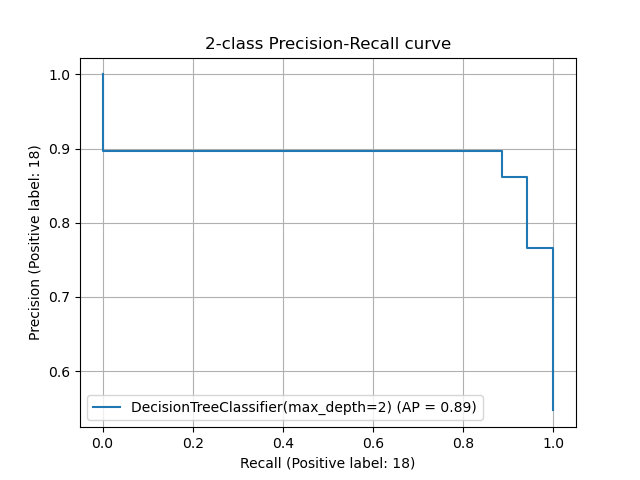 2-class Precision-Recall curve
1.0
0.9
0.8
0.7
0.6
Precision (Positive label: 18)
DecisionTreeClassifier(max_depth=2) (AP = 0.89)
0.0 0.2 0.4 0.6 0.8 1.0
Recall (Positive label: 18)